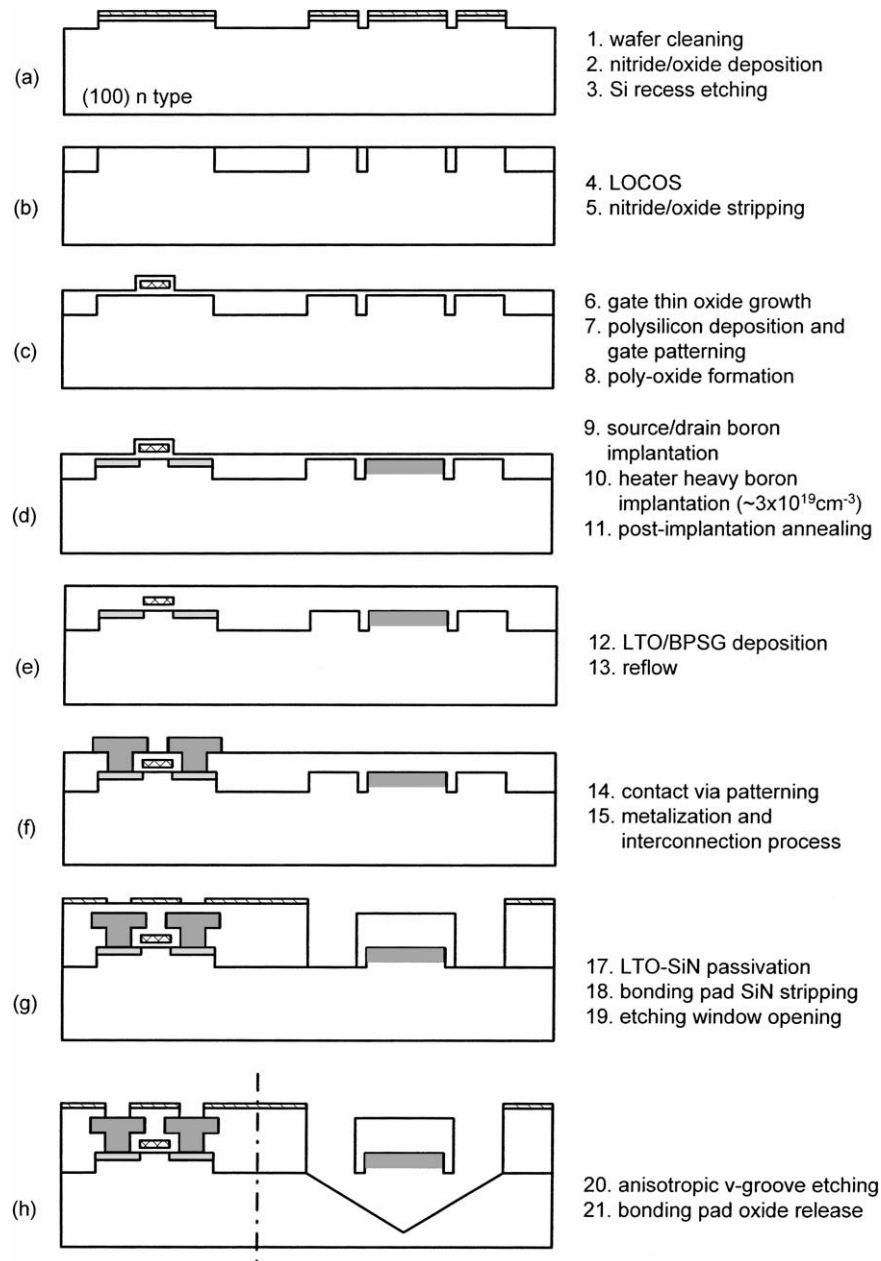 (a)
(100) n type
1. wafer cleaning
2. nitride/oxide deposition
3. Si recess etching
(b)
4. LOCOS
5. nitride/oxide stripping
(c)
6. gate thin oxide growth
7. polysilicon deposition and
gate patterning
8. poly-oxide formation
(d)
9. source/drain boron
implantation
10. heater heavy boron
implantation (~3x10¹⁹cm⁻³)
11. post-implantation annealing
(e)
12. LTO/BPSG deposition
13. reflow
(f)
14. contact via patterning
15. metalization and
interconnection process
(g)
17. LTO-SiN passivation
18. bonding pad SiN stripping
19. etching window opening
(h)
20. anisotropic v-groove etching
21. bonding pad oxide release